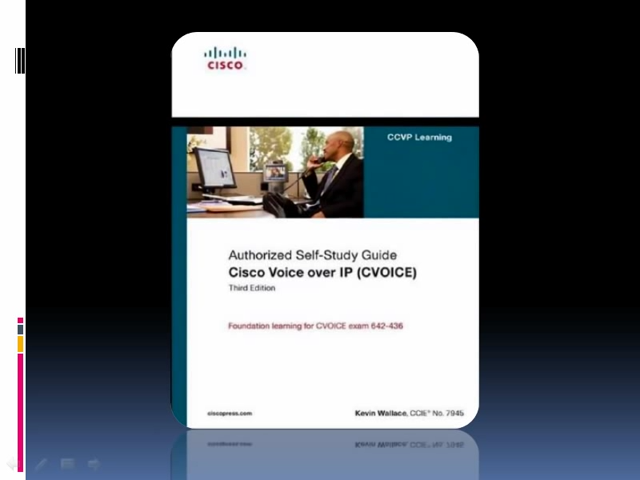 CISCO
CCVP Learning
Authorized Self-Study Guide
Cisco Voice over IP (CVOICE)
Third Edition
Foundation learning for CVOICE exam 642-436
ciscopress.com
Kevin Wallace, CCIE® No. 7945